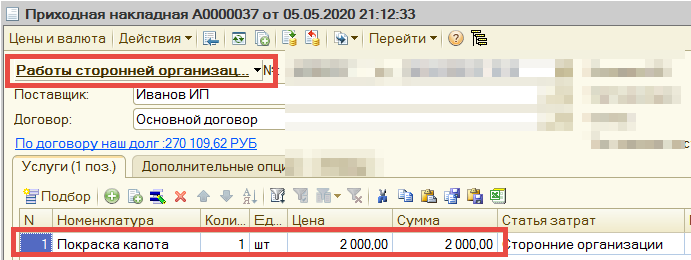 Приходная накладная А0000037 от 05.05.2020 21:12:33
Цены и валюта Действия Перейти
Работы сторонней организац... №:
Поставщик: Иванов ИП
Договор: Основной договор
По договору наш долг :270 109,62 РУБ
Услуги (1 поз.) Дополнительные опци
Подбор
N Номенклатура Коли... Ед... Цена Сумма Статья затрат
1 Покраска капота 1 шт 2 000,00 2 000,00 Сторонние организации